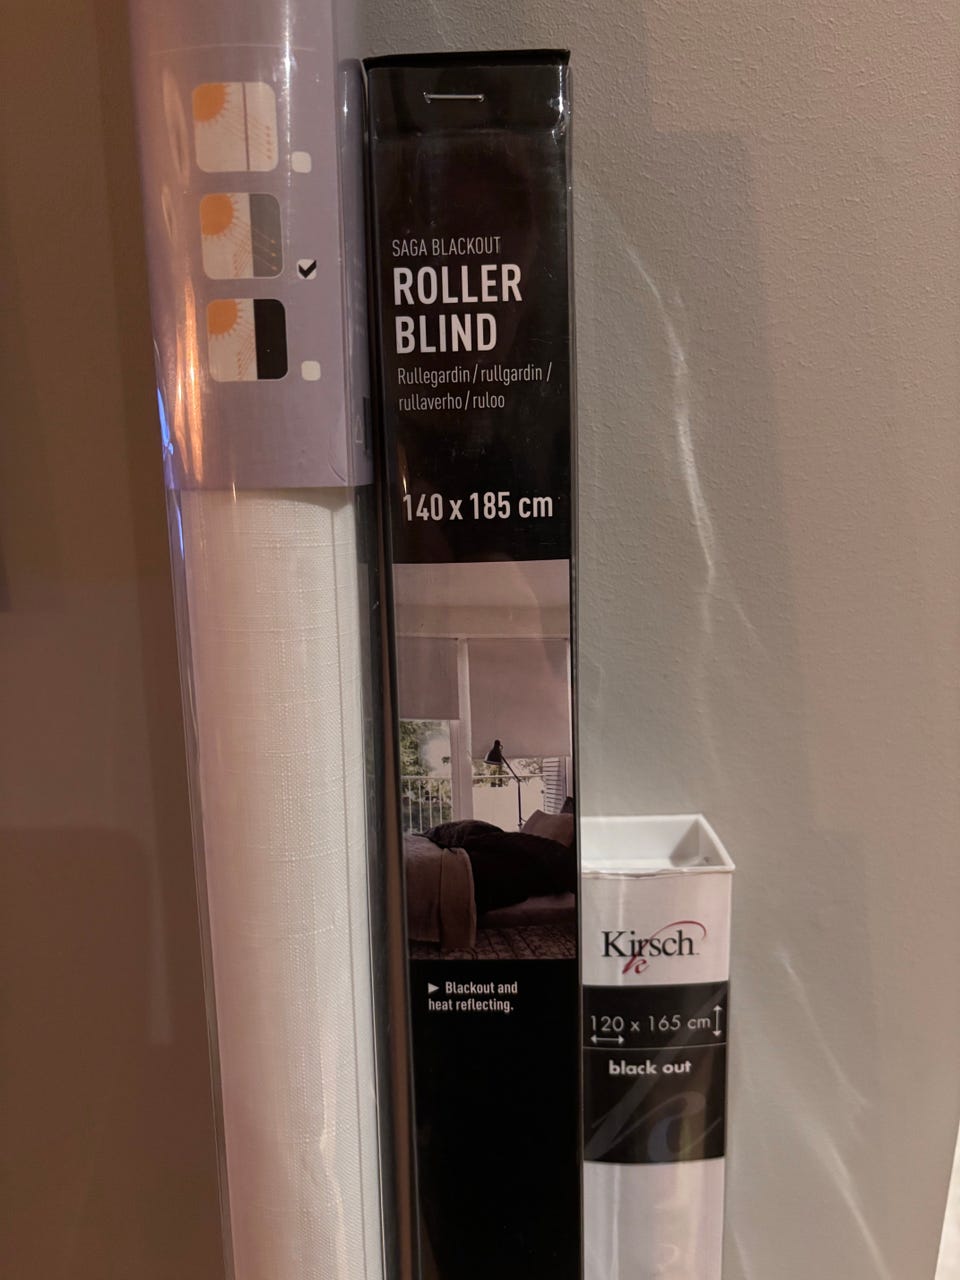 SAGA BLACKOUT
ROLLER
BLIND
Rullegardin / rullgardin /
rullaverho / ruloo
140 x 185 cm
► Blackout and
heat reflecting.
Kirsch
k
120 x 165 cm
black out